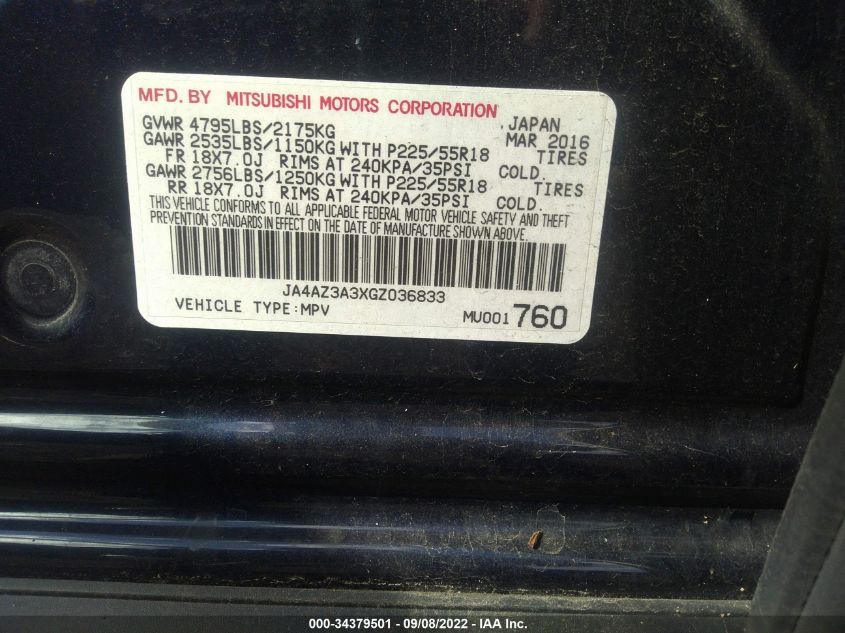 MFD. BY MITSUBISHI MOTORS CORPORATION
. JAPAN
GVWR 4795LBS/2175KG MAR 2016
GAWR 2535LBS/1150KG WITH P225/55R18 TIRES
FR 18X7.0J RIMS AT 240KPA/35PSI COLD.
GAWR 2756LBS/1250KG WITH P225/55R18 TIRES
RR 18X7.0J RIMS AT 240KPA/35PSI COLD.
THIS VEHICLE CONFORMS TO ALL APPLICABLE FEDERAL MOTOR VEHICLE SAFETY AND THEFT
PREVENTION STANDARDS IN EFFECT ON THE DATE OF MANUFACTURE SHOWN ABOVE.
JA4AZ3A3XGZ036833
VEHICLE TYPE:MPV MU001 760
000-34379501 - 09/08/2022 - IAA Inc.